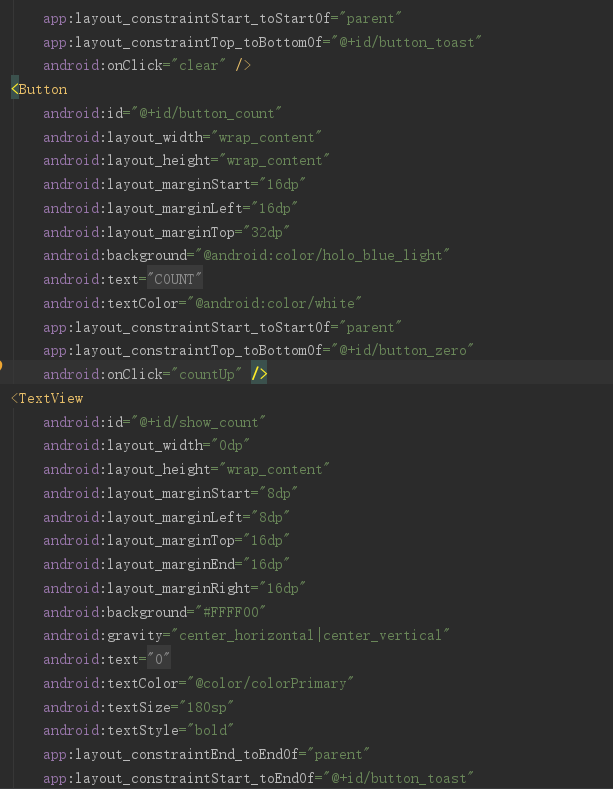 app:layout_constraintStart_toStartOf="parent"
app:layout_constraintTop_toBottomOf="@+id/button_toast"
android:onClick="clear" />
<Button
android:id="@+id/button_count"
android:layout_width="wrap_content"
android:layout_height="wrap_content"
android:layout_marginStart="16dp"
android:layout_marginLeft="16dp"
android:layout_marginTop="32dp"
android:background="@android:color/holo_blue_light"
android:text="COUNT"
android:textColor="@android:color/white"
app:layout_constraintStart_toStartOf="parent"
app:layout_constraintTop_toBottomOf="@+id/button_zero"
android:onClick="countUp" />
<TextView
android:id="@+id/show_count"
android:layout_width="0dp"
android:layout_height="wrap_content"
android:layout_marginStart="8dp"
android:layout_marginLeft="8dp"
android:layout_marginTop="16dp"
android:layout_marginEnd="16dp"
android:layout_marginRight="16dp"
android:background="#FFFF00"
android:gravity="center_horizontal|center_vertical"
android:text="0"
android:textColor="@color/colorPrimary"
android:textSize="180sp"
android:textStyle="bold"
app:layout_constraintEnd_toEndOf="parent"
app:layout_constraintStart_toEndOf="@+id/button_toast"